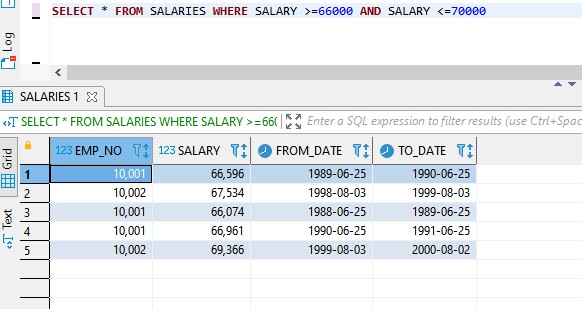 SELECT * FROM SALARIES WHERE SALARY >=66000 AND SALARY <=70000
Log
SALARIES 1
SELECT * FROM SALARIES WHERE SALARY >=660
Enter a SQL expression to filter results (use Ctrl+Spac
Grid
Text
123 EMP_NO 123 SALARY FROM_DATE TO_DATE
1 10,001 66,596 1989-06-25 1990-06-25
2 10,002 67,534 1998-08-03 1999-08-03
3 10,001 66,074 1988-06-25 1989-06-25
4 10,001 66,961 1990-06-25 1991-06-25
5 10,002 69,366 1999-08-03 2000-08-02